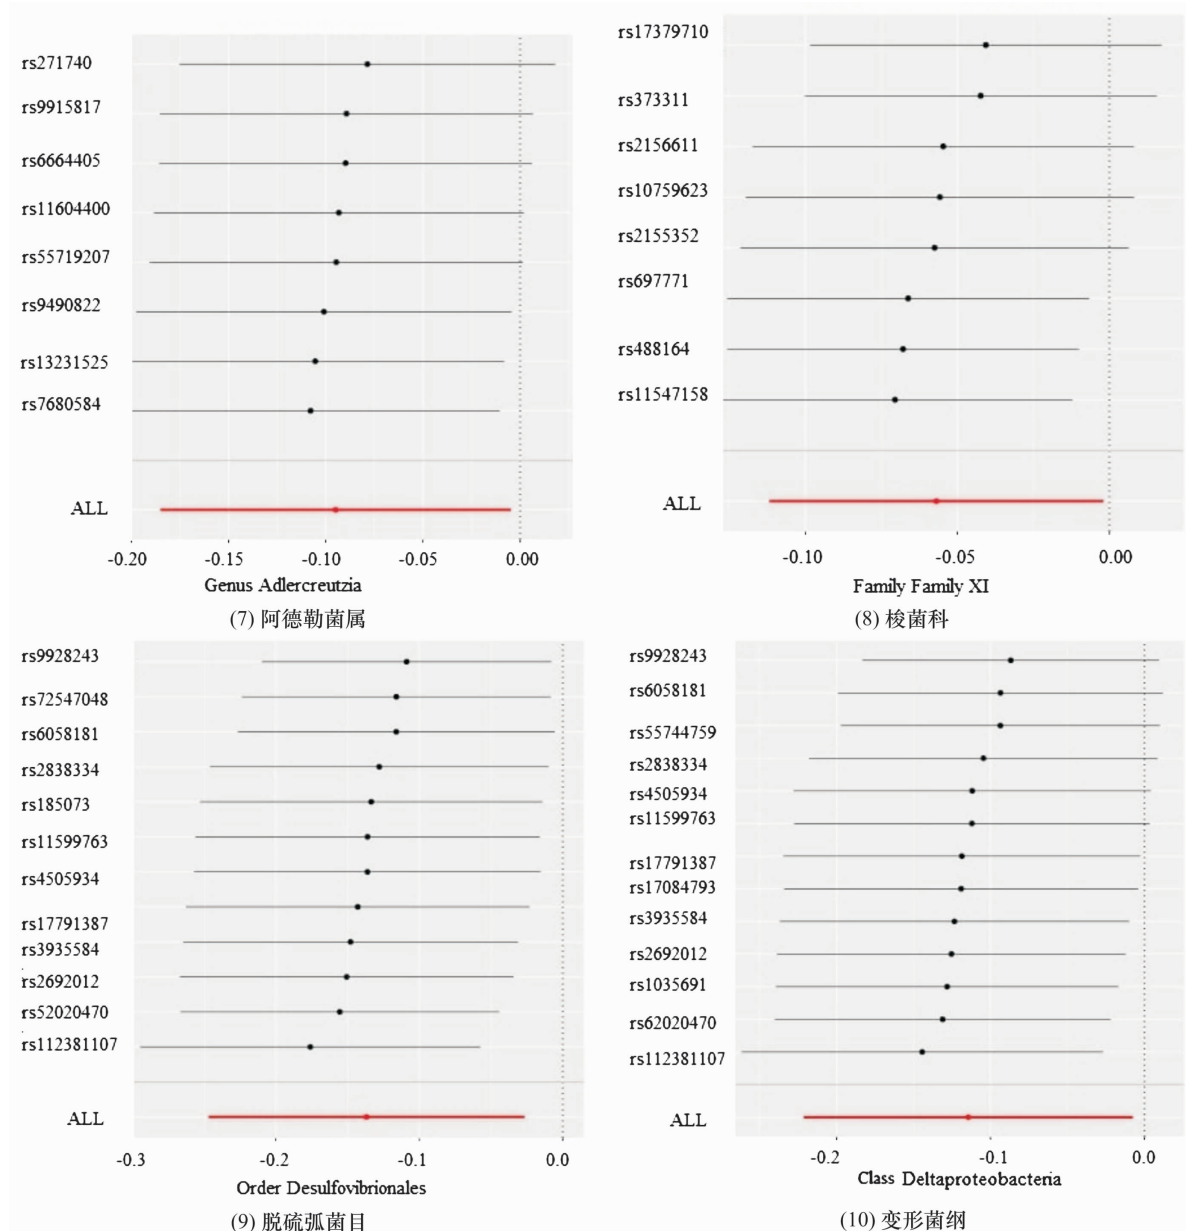 rs271740
rs9915817
rs6664405
rs11604400
rs55719207
rs9490822
rs13231525
rs7680584
ALL
-0.20 -0.15 -0.10 -0.05 0.00
Genus Adlercreutzia
(7) 阿德勒菌属
rs17379710
rs373311
rs2156611
rs10759623
rs2155352
rs697771
rs488164
rs11547158
ALL
-0.10 -0.05 0.00
Family Family XI
(8) 梭菌科
rs9928243
rs72547048
rs6058181
rs2838334
rs185073
rs11599763
rs4505934
rs17791387
rs3935584
rs2692012
rs52020470
rs112381107
ALL
-0.3 -0.2 -0.1 0.0
Order Desulfovibrionales
(9) 脱硫弧菌目
rs9928243
rs6058181
rs55744759
rs2838334
rs4505934
rs11599763
rs17791387
rs17084793
rs3935584
rs2692012
rs1035691
rs62020470
rs112381107
ALL
-0.2 -0.1 0.0
Class Deltaproteobacteria
(10) 变形菌纲